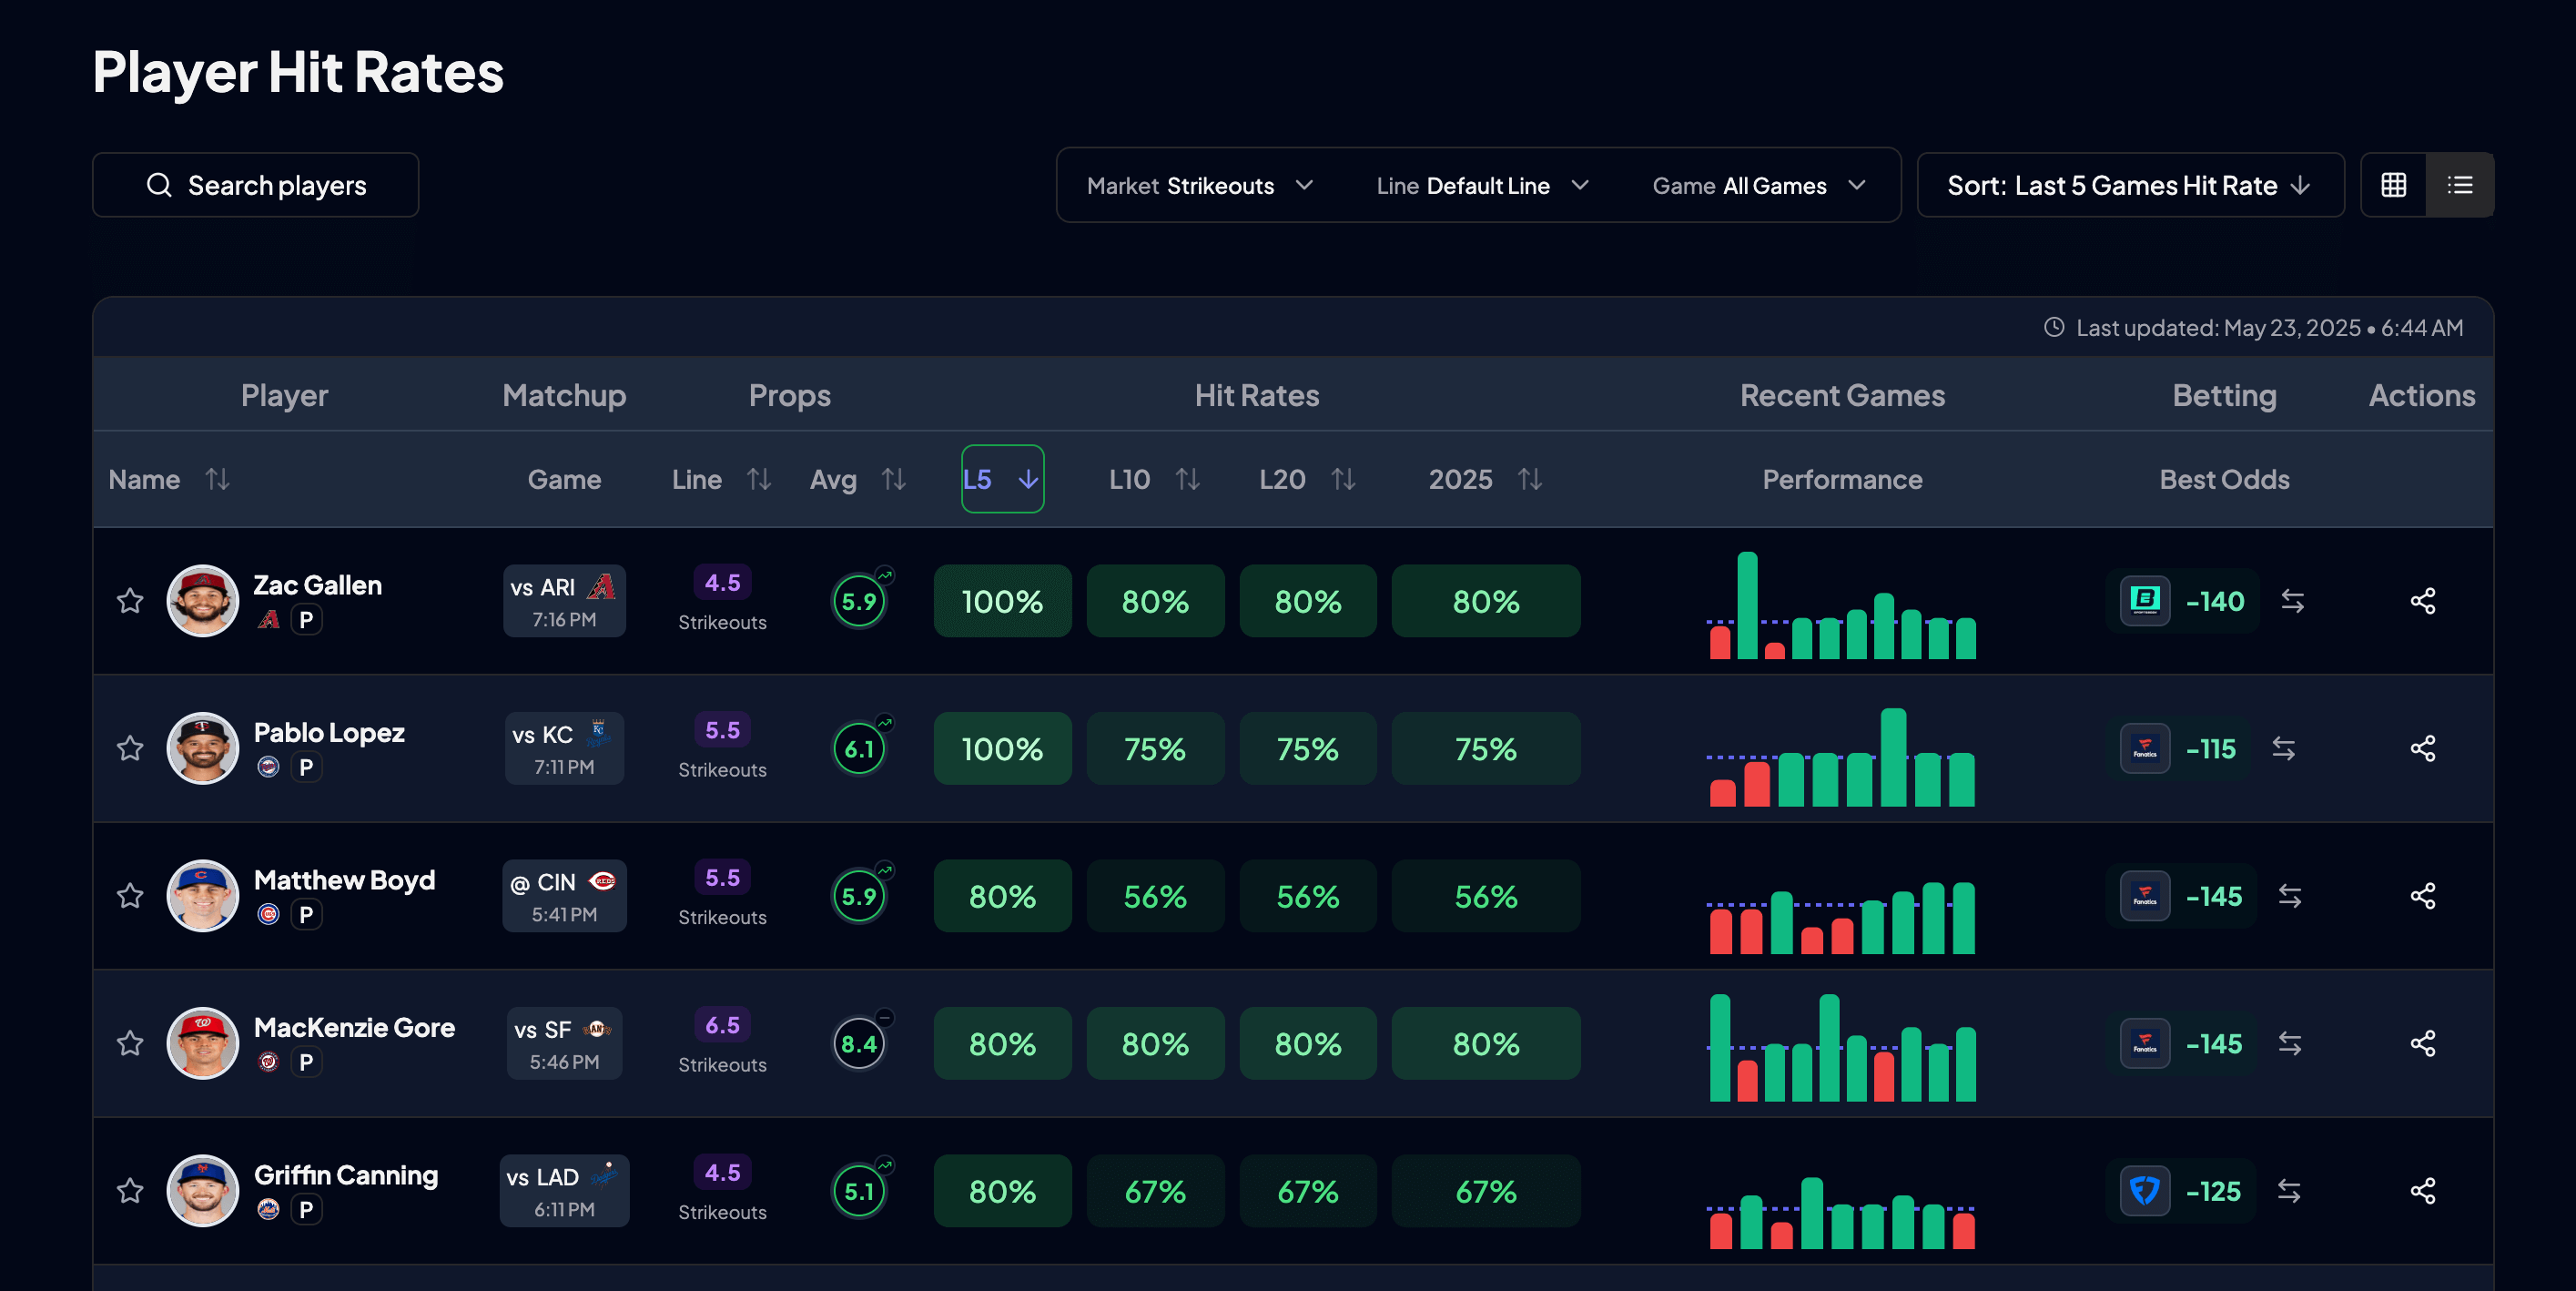 Player Hit Rates
Search players
Market Strikeouts
Line Default Line
Game All Games
Sort: Last 5 Games Hit Rate
Last updated: May 23, 2025 • 6:44 AM
Player Matchup Props Hit Rates Recent Games Betting Actions
Name Game Line Avg L5 L10 L20 2025 Performance Best Odds
Zac Gallen
P
vs ARI
7:16 PM
4.5
Strikeouts
5.9
100% 80% 80% 80%
-140
Pablo Lopez
P
vs KC
7:11 PM
5.5
Strikeouts
6.1
100% 75% 75% 75%
Fanatics
-115
Matthew Boyd
P
@ CIN
5:41 PM
5.5
Strikeouts
5.9
80% 56% 56% 56%
Fanatics
-145
MacKenzie Gore
P
vs SF
5:46 PM
6.5
Strikeouts
8.4
80% 80% 80% 80%
Fanatics
-145
Griffin Canning
P
vs LAD
6:11 PM
4.5
Strikeouts
5.1
80% 67% 67% 67%
-125